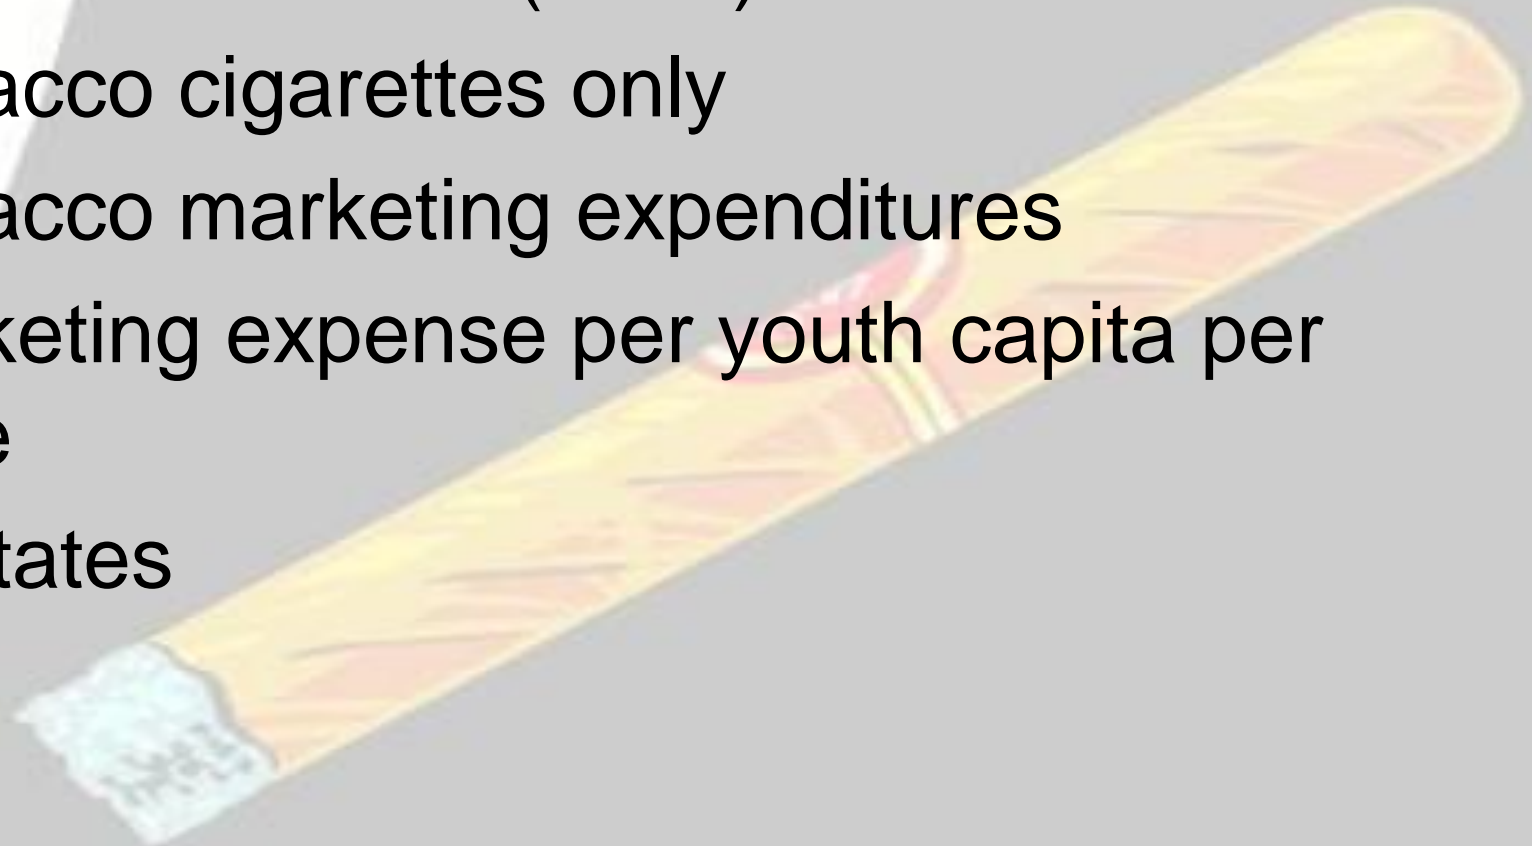 acco cigarettes only
acco marketing expenditures
keting expense per youth capita per
e
tates